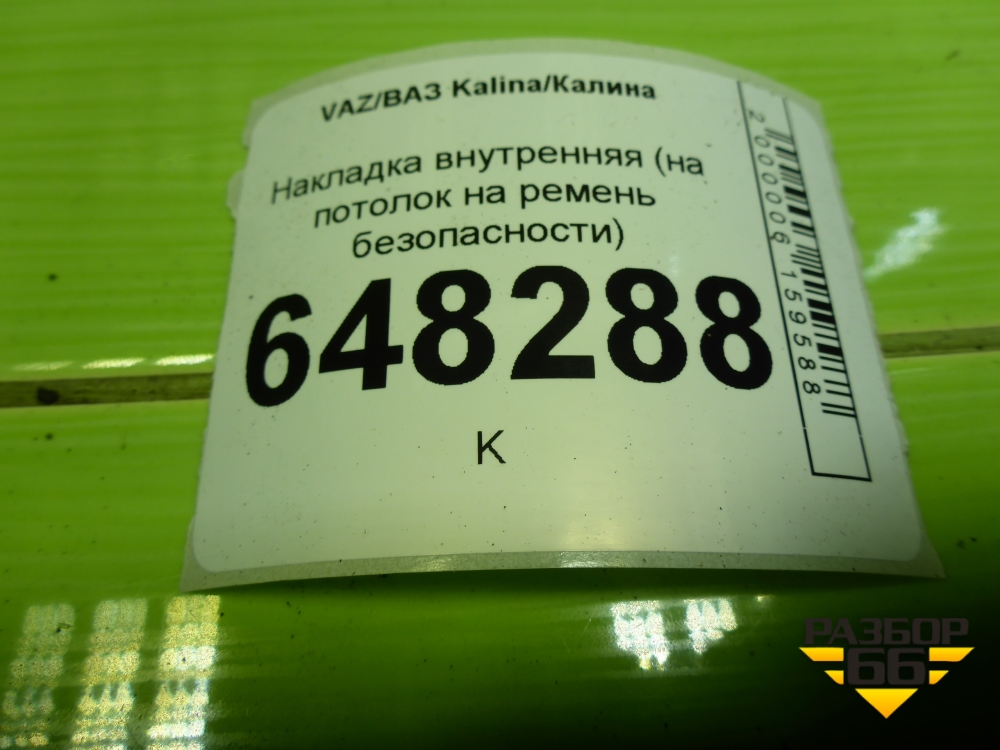 VAZ/ВАЗ Kalina/Калина
Накладка внутренняя (на
потолок на ремень
безопасности)
648288
К
2000006159588
РАЗБОР
66